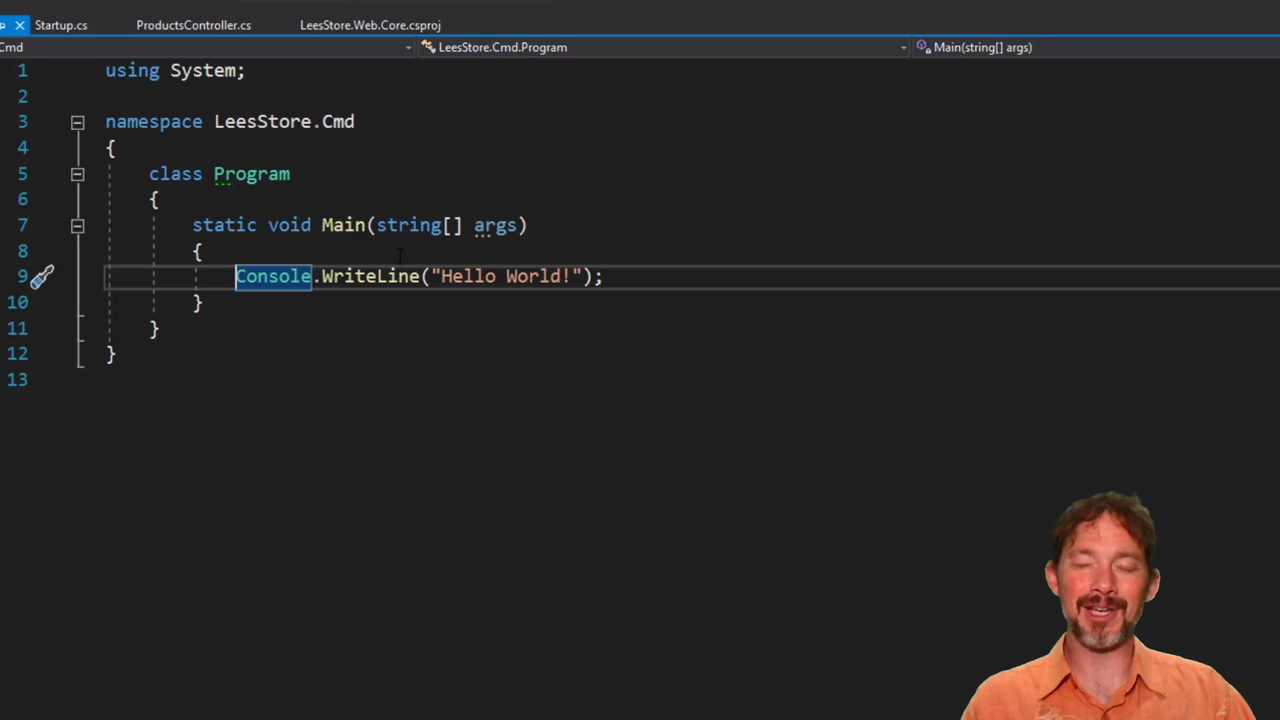 Startup.cs ProductsController.cs LeesStore.Web.Core.csproj
Cmd LeesStore.Cmd.Program Main(string[] args)
1 using System;
2
3 namespace LeesStore.Cmd
4 {
5 class Program
6 {
7 static void Main(string[] args)
8 {
9 Console.WriteLine("Hello World!");
10 }
11 }
12 }
13